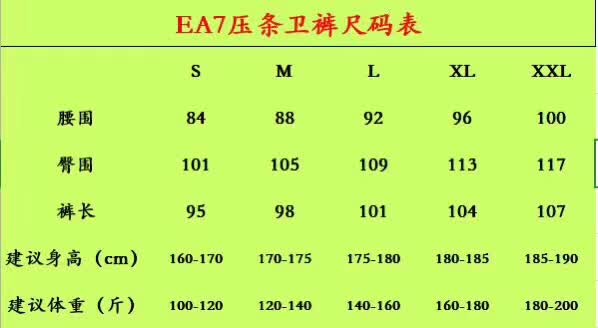 EA7压条卫裤尺码表
S M L XL XXL
腰围 84 88 92 96 100
臀围 101 105 109 113 117
裤长 95 98 101 104 107
建议身高（cm） 160-170 170-175 175-180 180-185 185-190
建议体重（斤） 100-120 120-140 140-160 160-180 180-200